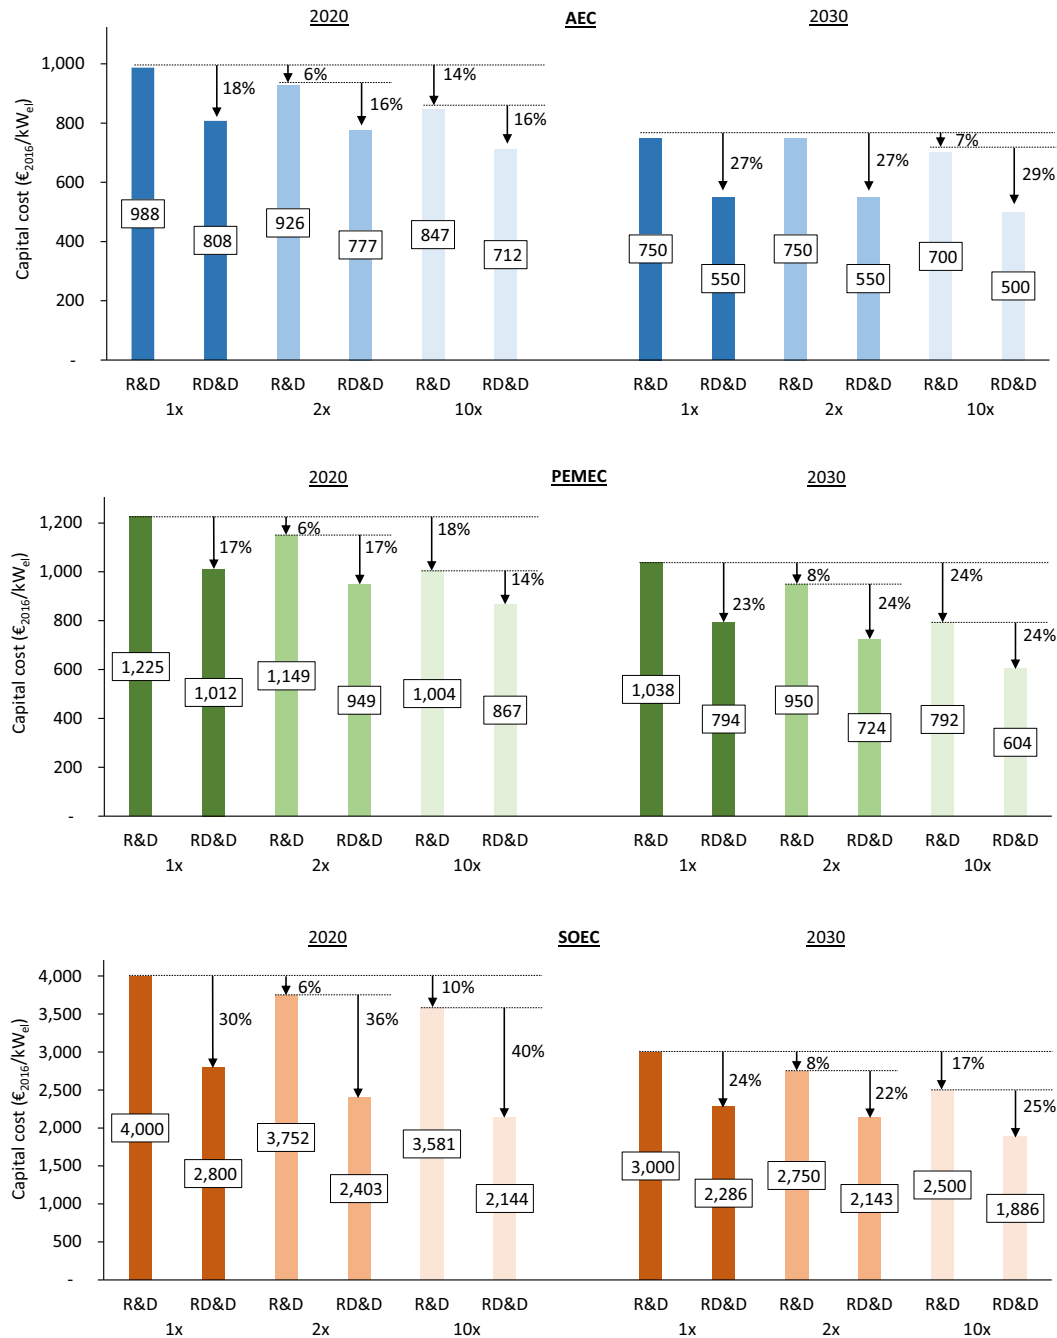 2020 AEC 2030
Capital cost (€2016/kWel)
1,000
800
600
400
200
-
18% 6% 16% 14% 16%
27% 27% 7% 29%
988 808 926 777 847 712
750 550 750 550 700 500
R&D RD&D R&D RD&D R&D RD&D R&D RD&D R&D RD&D R&D RD&D
1x 2x 10x 1x 2x 10x
2020 PEMEC 2030
Capital cost (€2016/kWel)
1,200
1,000
800
600
400
200
-
17% 6% 17% 18% 14%
23% 8% 24% 24% 24%
1,225 1,012 1,149 949 1,004 867
1,038 794 950 724 792 604
R&D RD&D R&D RD&D R&D RD&D R&D RD&D R&D RD&D R&D RD&D
1x 2x 10x 1x 2x 10x
2020 SOEC 2030
Capital cost (€2016/kWel)
4,000
3,500
3,000
2,500
2,000
1,500
1,000
500
-
30% 6% 36% 10% 40%
24% 8% 22% 17% 25%
4,000 2,800 3,752 2,403 3,581 2,144
3,000 2,286 2,750 2,143 2,500 1,886
R&D RD&D R&D RD&D R&D RD&D R&D RD&D R&D RD&D R&D RD&D
1x 2x 10x 1x 2x 10x